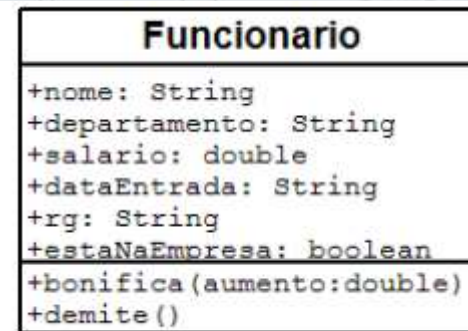 Funcionario
+nome: String
+departamento: String
+salario: double
+dataEntrada: String
+rg: String
+estaNaEmpresa: boolean
+bonifica(aumento:double)
+demite()